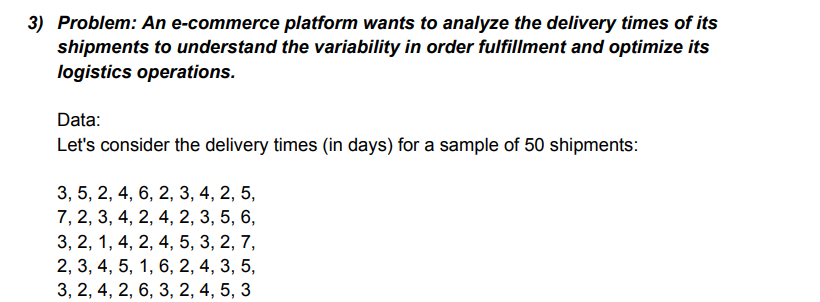 3) Problem: An e-commerce platform wants to analyze the delivery times of its
shipments to understand the variability in order fulfillment and optimize its
logistics operations.
Data:
Let's consider the delivery times (in days) for a sample of 50 shipments:
3, 5, 2, 4, 6, 2, 3, 4, 2, 5,
7, 2, 3, 4, 2, 4, 2, 3, 5, 6,
3, 2, 1, 4, 2, 4, 5, 3, 2, 7,
2, 3, 4, 5, 1, 6, 2, 4, 3, 5,
3, 2, 4, 2, 6, 3, 2, 4, 5, 3